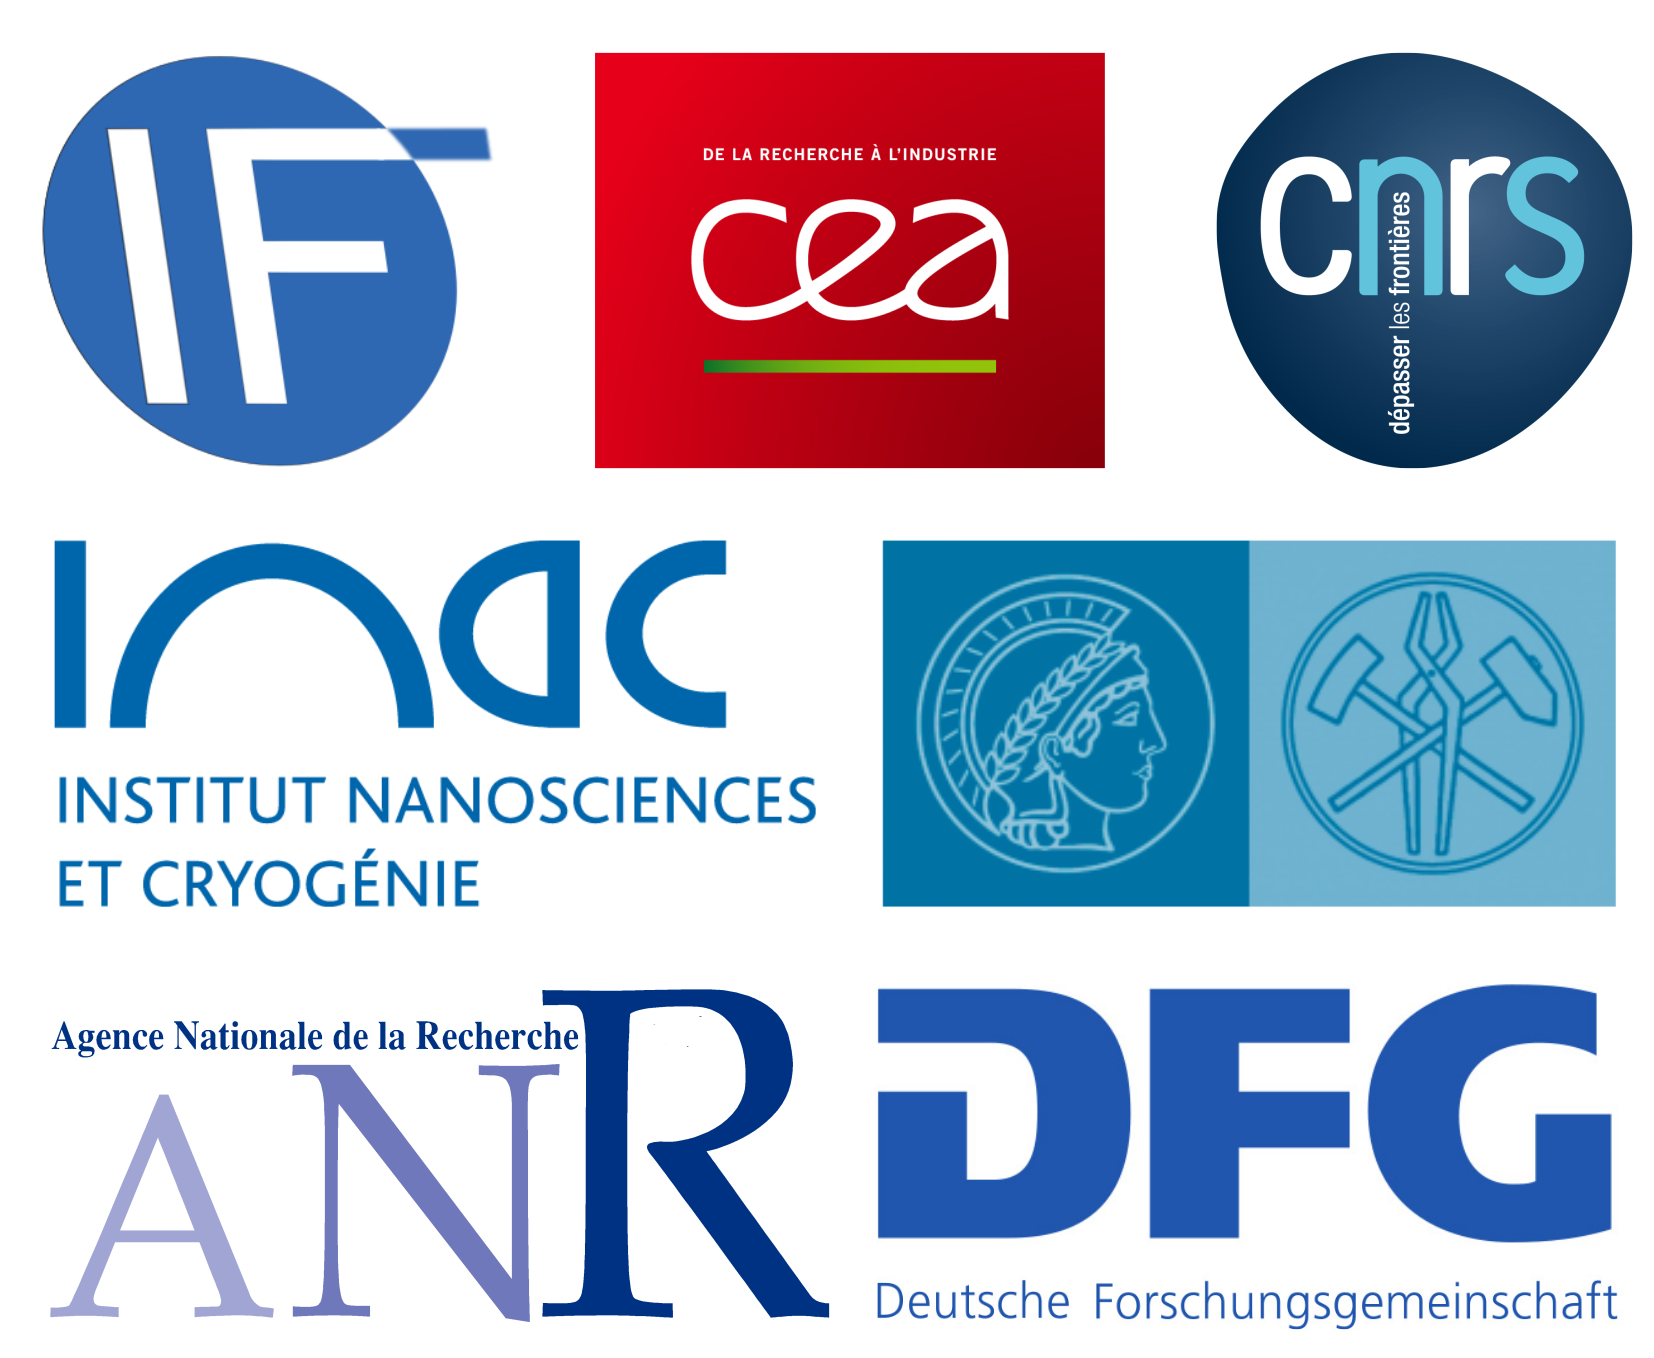 IF
DE LA RECHERCHE À L'INDUSTRIE
cea
cnrs
dépasser les frontières
inac
INSTITUT NANOSCIENCES
ET CRYOGÉNIE
Agence Nationale de la Recherche
ANR
DFG
Deutsche Forschungsgemeinschaft